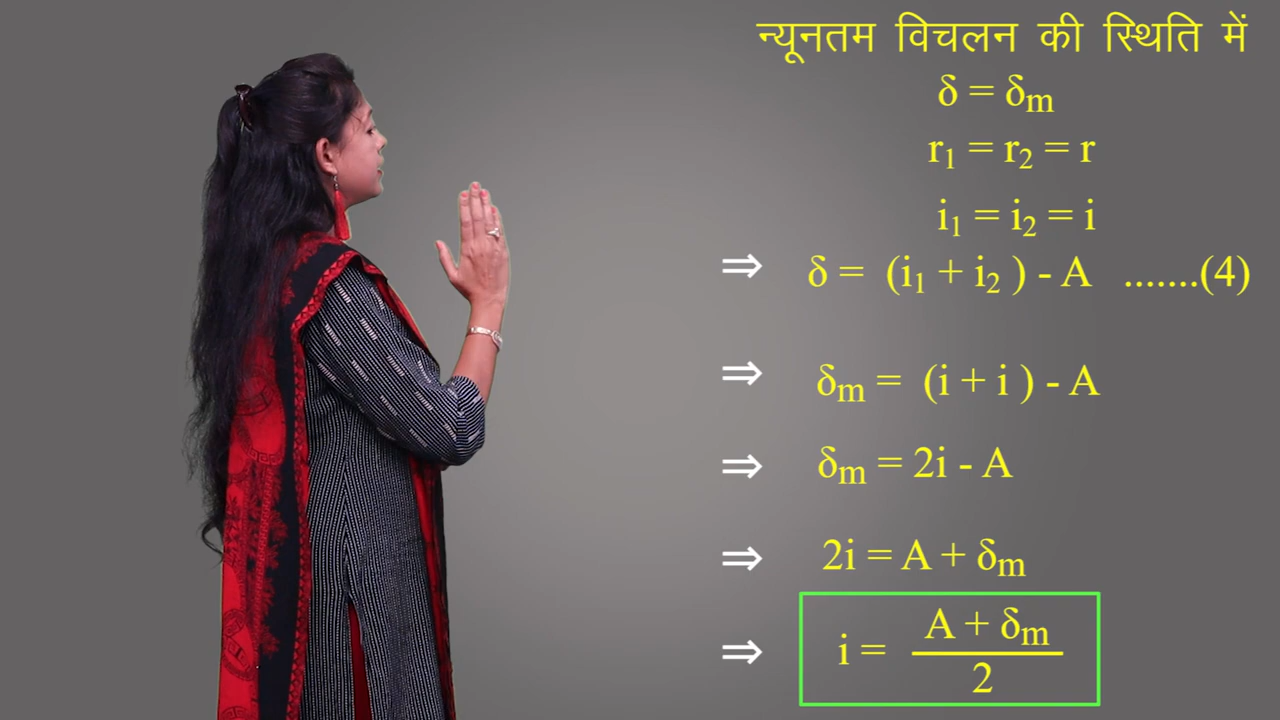 न्यूनतम विचलन की स्थिति में
δ = δm
r₁ = r₂ = r
i₁ = i₂ = i
⇒ δ = (i₁ + i₂ ) - A .......(4)
⇒ δm = (i + i ) - A
⇒ δm = 2i - A
⇒ 2i = A + δm
⇒ i = A + δm
2